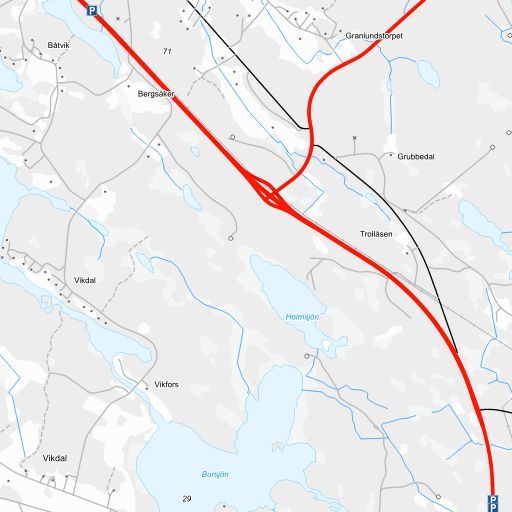 P
Granlundstorpet
Båtvik
71
Bergsåker
Grubbedal
Trollåsen
Vikdal
Holmsjön
Vikfors
Vikdal
Bursjön
29
P
P